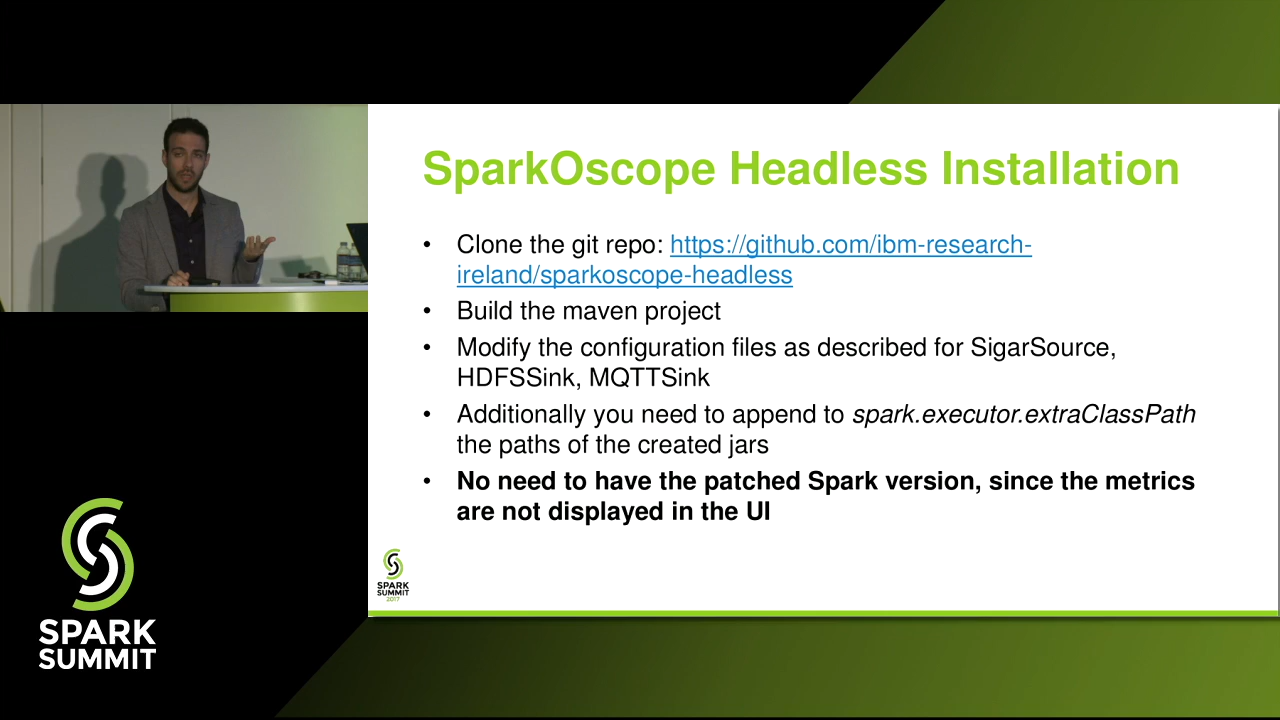 SparkOscope Headless Installation
• Clone the git repo: https://github.com/ibm-research-
ireland/sparkoscope-headless
• Build the maven project
• Modify the configuration files as described for SigarSource,
HDFSSink, MQTTSink
• Additionally you need to append to spark.executor.extraClassPath
the paths of the created jars
• No need to have the patched Spark version, since the metrics
are not displayed in the UI
SPARK
SUMMIT
2017
SPARK
SUMMIT